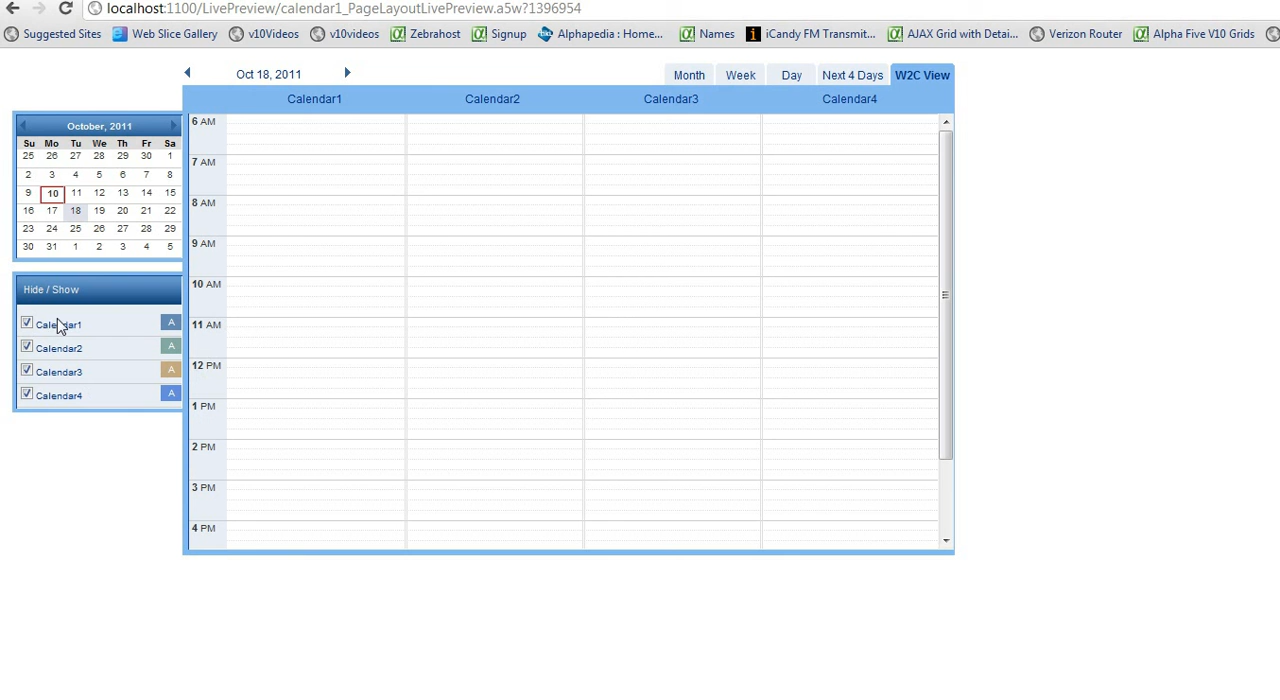 localhost:1100/LivePreview/calendar1_PageLayoutLivePreview.a5w?1396954
Suggested Sites Web Slice Gallery v10Videos v10videos Zebrahost Signup Alphapedia : Home... Names iCandy FM Transmit... AJAX Grid with Detai... Verizon Router Alpha Five V10 Grids
Oct 18, 2011 Month Week Day Next 4 Days W2C View
Calendar1 Calendar2 Calendar3 Calendar4
October, 2011
Su Mo Tu We Th Fr Sa
25 26 27 28 29 30 1
2 3 4 5 6 7 8
9 10 11 12 13 14 15
16 17 18 19 20 21 22
23 24 25 26 27 28 29
30 31 1 2 3 4 5
Hide / Show
Calendar1 A
Calendar2 A
Calendar3 A
Calendar4 A
6 AM
7 AM
8 AM
9 AM
10 AM
11 AM
12 PM
1 PM
2 PM
3 PM
4 PM